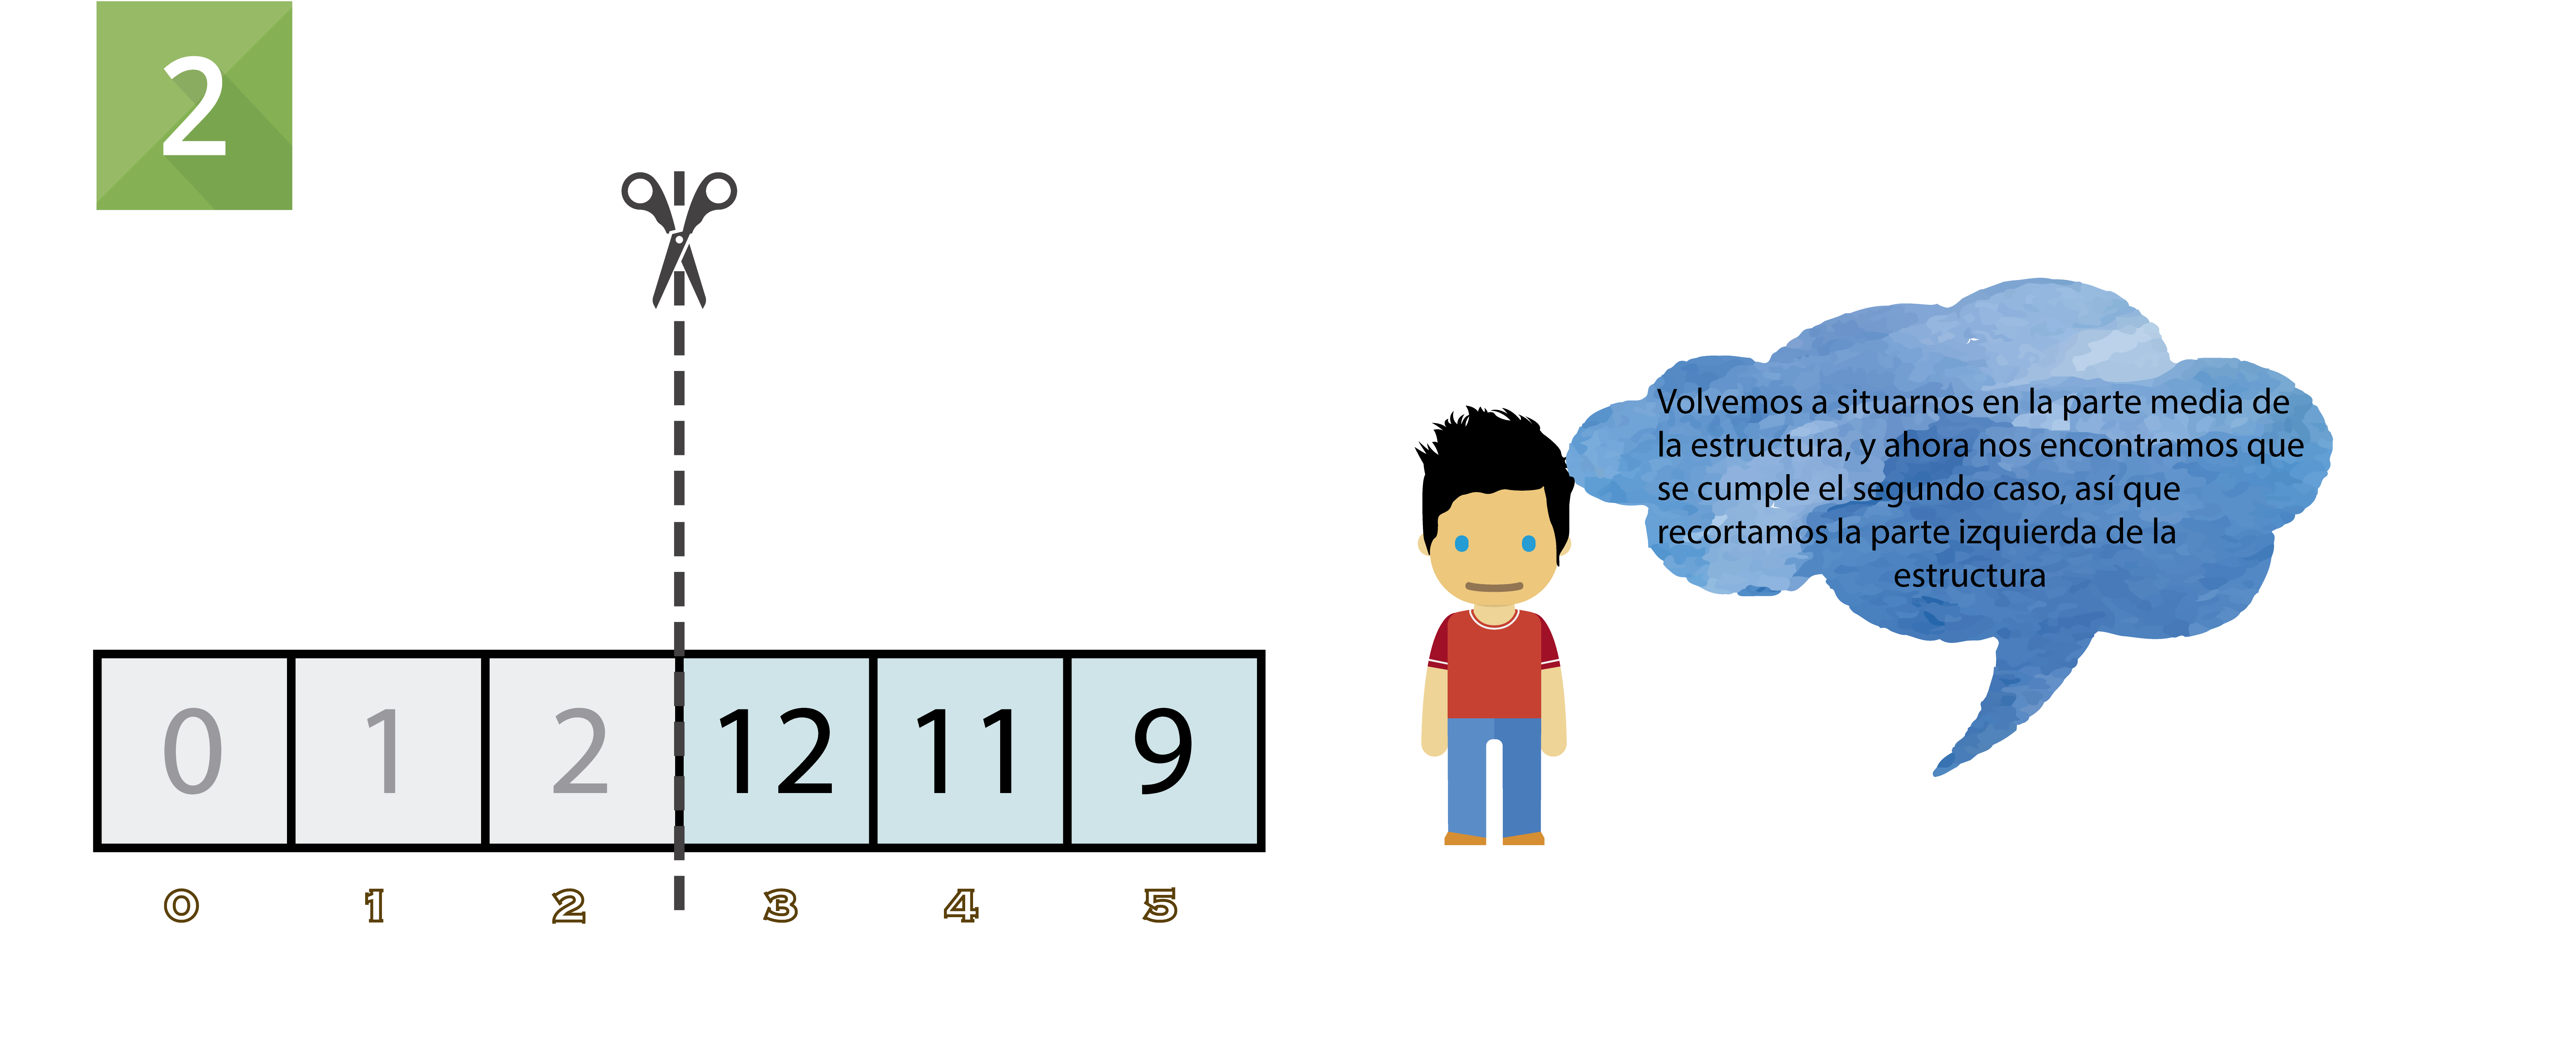 2
Volvemos a situarnos en la parte media de
la estructura, y ahora nos encontramos que
se cumple el segundo caso, así que
recortamos la parte izquierda de la
estructura
0 1 2 12 11 9
0 1 2 3 4 5